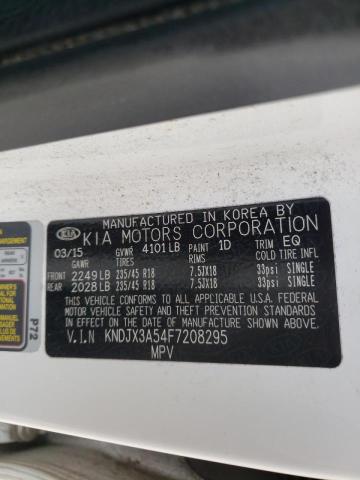 MANUFACTURED IN KOREA BY
KIA KIA MOTORS CORPORATION
03/15 GVWR 4101LB PAINT 1D TRIM EQ
GAWR TIRES RIMS COLD TIRE INFL
FRONT 2249LB 235/45 R18 7.5JX18 33psi SINGLE
REAR 2028LB 235/45 R18 7.5JX18 33psi SINGLE
THIS VEHICLE CONFORMS TO ALL APPLICABLE U.S. FEDERAL
MOTOR VEHICLE SAFETY, BUMPER, AND THEFT PREVENTION
STANDARDS IN EFFECT ON THE DATE OF MANUFACTURE SHOWN ABOVE.
V.I.N KNDJX3A54F7208295
MPV
P72